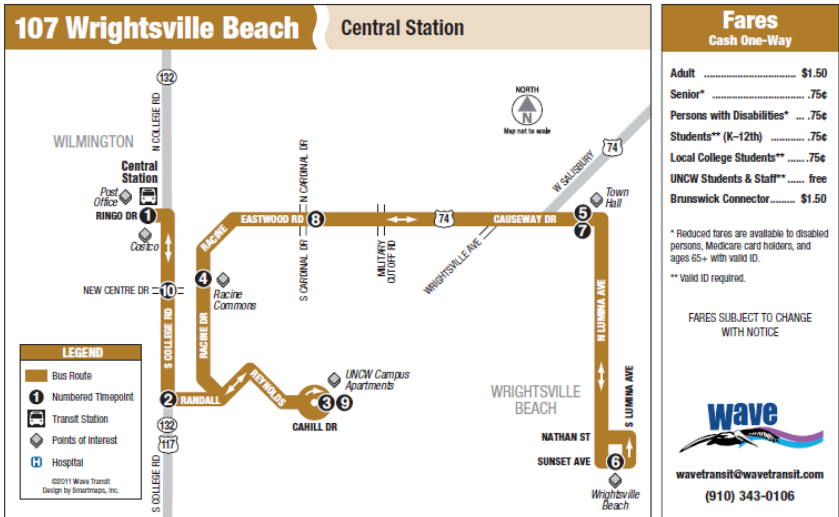 107 Wrightsville Beach
Central Station
132
N COLLEGE RD
WILMINGTON
Central
Station
Post
Office
RINGO DR
1
Costco
NEW CENTRE DR
10
S COLLEGE RD
2
RANDALL
132
117
S COLLEGE RD
REYNOLDS
CAHILL DR
3
9
UNCW Campus
Apartments
RACINE DR
4
Racine
Commons
RACINE
EASTWOOD RD
8
N CARDINAL DR
S CARDINAL DR
MILITARY
CUTOFF RD
74
CAUSEWAY DR
WRIGHTSVILLE AVE
W SALISBURY
74
NORTH
N
Map not to scale
5
7
Town
Hall
N LUMINA AVE
S LUMINA AVE
WRIGHTSVILLE
BEACH
NATHAN ST
SUNSET AVE
6
Wrightsville
Beach
LEGEND
Bus Route
1 Numbered Timepoint
Transit Station
Points of Interest
H Hospital
©2011 Wave Transit
Design by Smartmaps, Inc.
Fares
Cash One-Way
Adult ................................ $1.50
Senior* ................................ .75¢
Persons with Disabilities* .... .75¢
Students** (K–12th) ............ .75¢
Local College Students** ...... .75¢
UNCW Students & Staff** ...... free
Brunswick Connector........... $1.50
* Reduced fares are available to disabled
persons, Medicare card holders, and
ages 65+ with valid ID.
** Valid ID required.
FARES SUBJECT TO CHANGE
WITH NOTICE
wave
wavetransit@wavetransit.com
(910) 343-0106